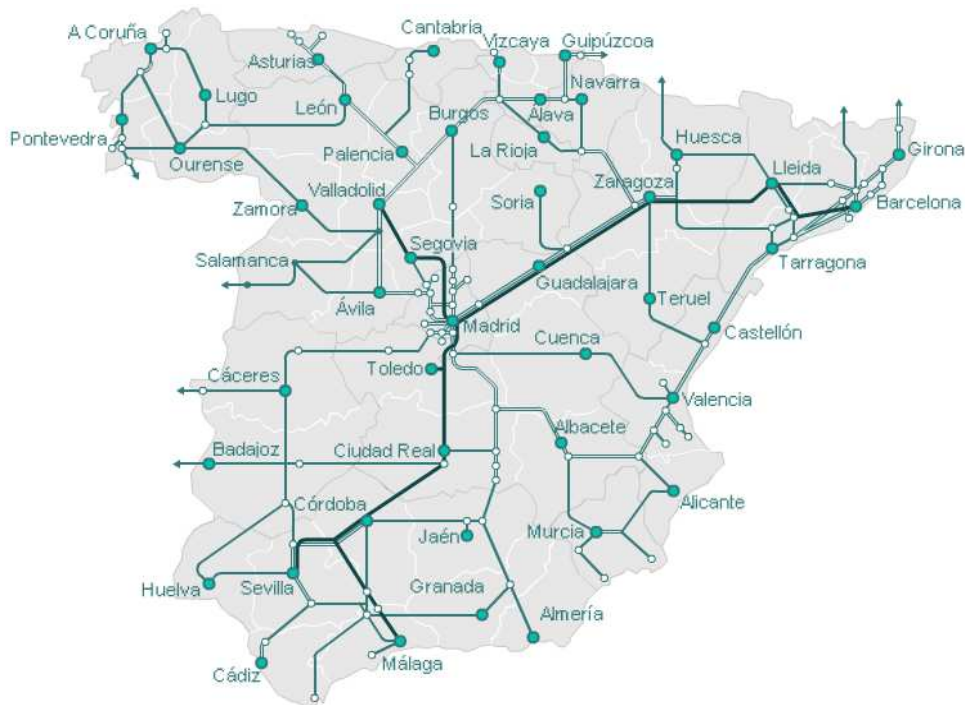 Cantabria
A Coruña
Vizcaya
Guipúzcoa
Asturias
Navarra
Lugo
León
Álava
Burgos
Pontevedra
Huesca
Girona
Palencia
La Rioja
Ourense
Lleida
Valladolid
Zaragoza
Zamora
Soria
Barcelona
Segovia
Salamanca
Tarragona
Guadalajara
Ávila
Teruel
Madrid
Castellón
Cuenca
Toledo
Cáceres
Valencia
Albacete
Badajoz
Ciudad Real
Córdoba
Alicante
Jaén
Murcia
Huelva
Sevilla
Granada
Almería
Cádiz
Málaga